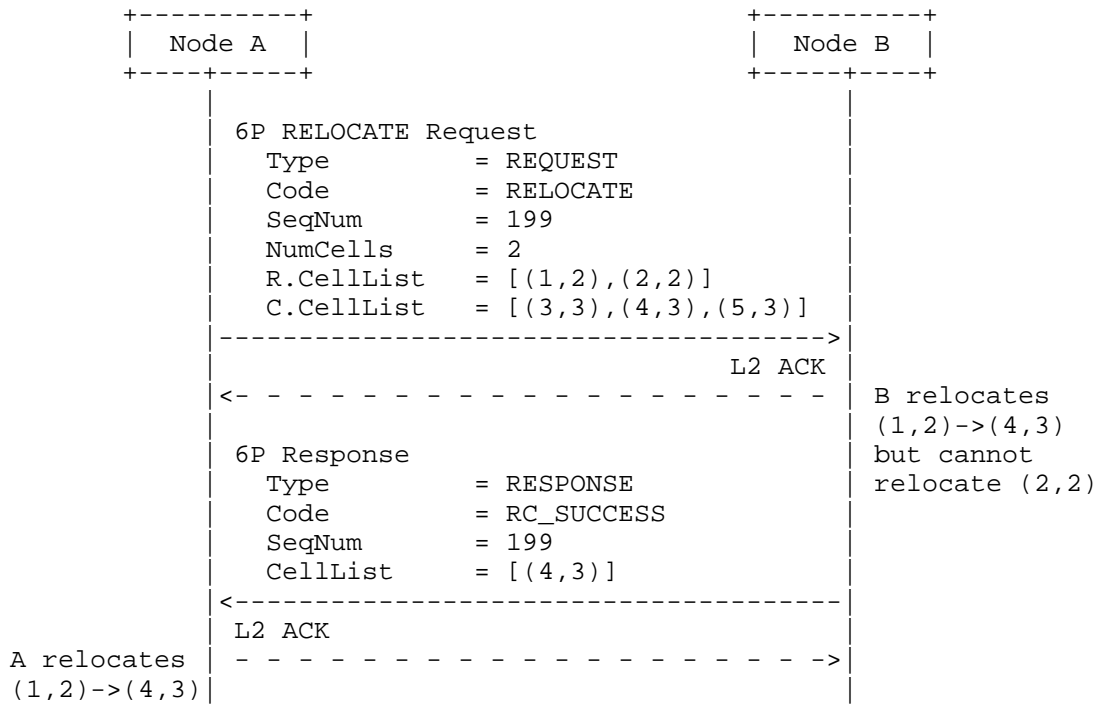 Node A
Node B
6P RELOCATE Request
Type = REQUEST
Code = RELOCATE
SeqNum = 199
NumCells = 2
R.CellList = [(1,2),(2,2)]
C.CellList = [(3,3),(4,3),(5,3)]
L2 ACK
B relocates
(1,2)->(4,3)
but cannot
relocate (2,2)
6P Response
Type = RESPONSE
Code = RC_SUCCESS
SeqNum = 199
CellList = [(4,3)]
L2 ACK
A relocates
(1,2)->(4,3)